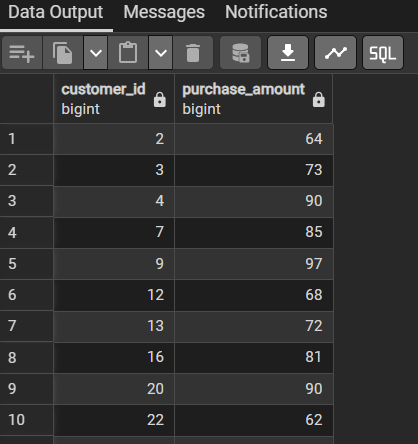 Data Output Messages Notifications
SQL
customer_id purchase_amount
bigint bigint
1 2 64
2 3 73
3 4 90
4 7 85
5 9 97
6 12 68
7 13 72
8 16 81
9 20 90
10 22 62